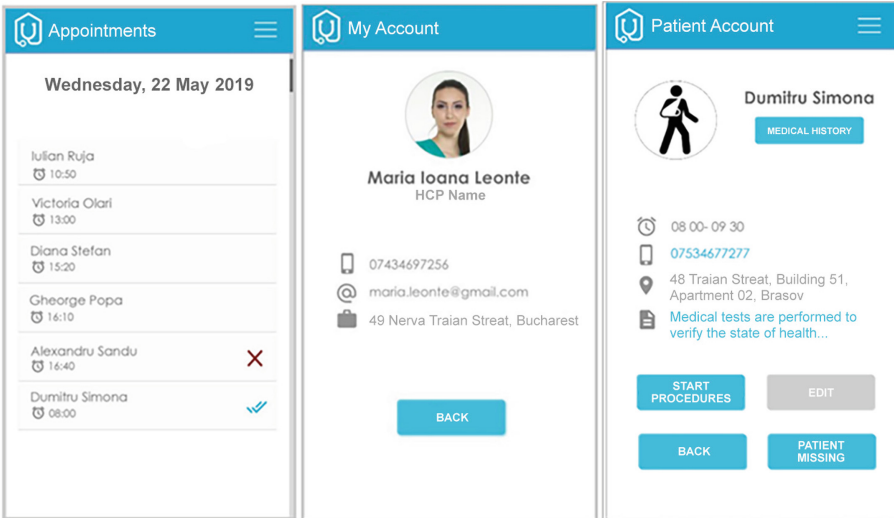 Appointments
Wednesday, 22 May 2019
Iulian Ruja
10:50
Victoria Olari
13:00
Diana Stefan
15:20
Gheorge Popa
16:10
Alexandru Sandu
16:40
Dumitru Simona
08:00
My Account
Maria Ioana Leonte
HCP Name
07434697256
maria.leonte@gmail.com
49 Nerva Traian Streat, Bucharest
BACK
Patient Account
Dumitru Simona
MEDICAL HISTORY
08 00- 09 30
07534677277
48 Traian Streat, Building 51,
Apartment 02, Brasov
Medical tests are performed to
verify the state of health...
START
PROCEDURES
EDIT
BACK
PATIENT
MISSING